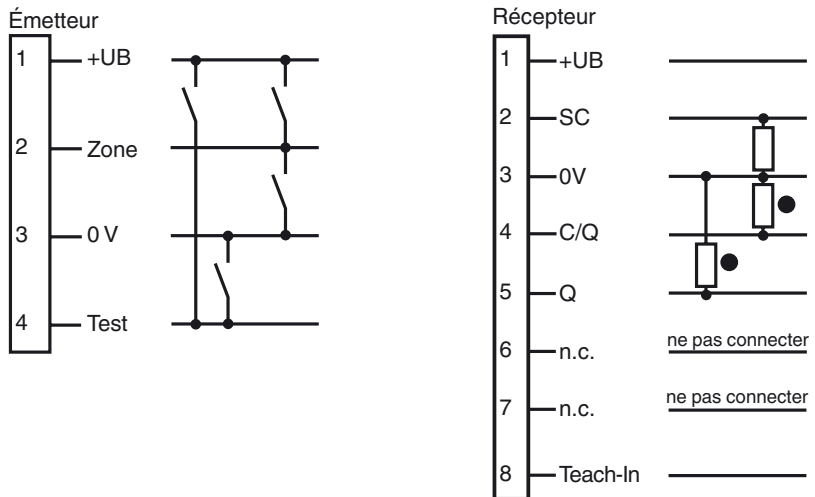 Émetteur
1 +UB
2 Zone
3 0 V
4 Test
Récepteur
1 +UB
2 SC
3 0V
4 C/Q
5 Q
6 n.c. ne pas connecter
7 n.c. ne pas connecter
8 Teach-In